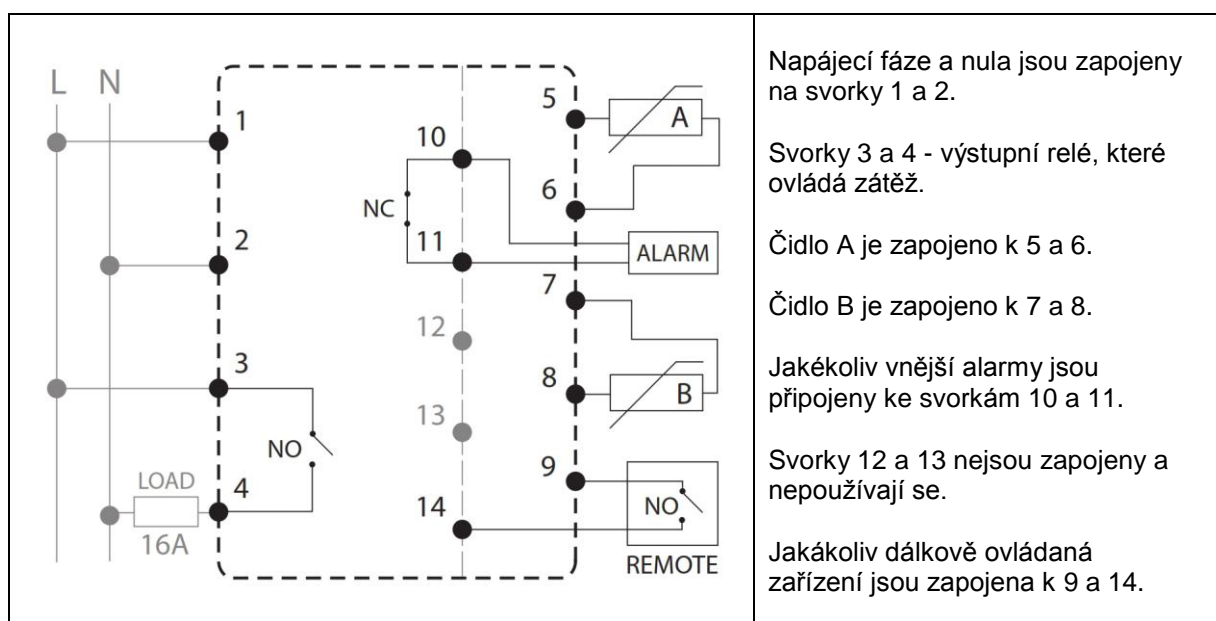 L N
1
2
3
4
LOAD
16A
NO
10
NC
11
12
13
14
5
A
6
ALARM
7
8
B
9
NO
REMOTE
Napájecí fáze a nula jsou zapojeny
na svorky 1 a 2.
Svorky 3 a 4 - výstupní relé, které
ovládá zátěž.
Čidlo A je zapojeno k 5 a 6.
Čidlo B je zapojeno k 7 a 8.
Jakékoliv vnější alarmy jsou
připojeny ke svorkám 10 a 11.
Svorky 12 a 13 nejsou zapojeny a
nepoužívají se.
Jakákoliv dálkově ovládaná
zařízení jsou zapojena k 9 a 14.